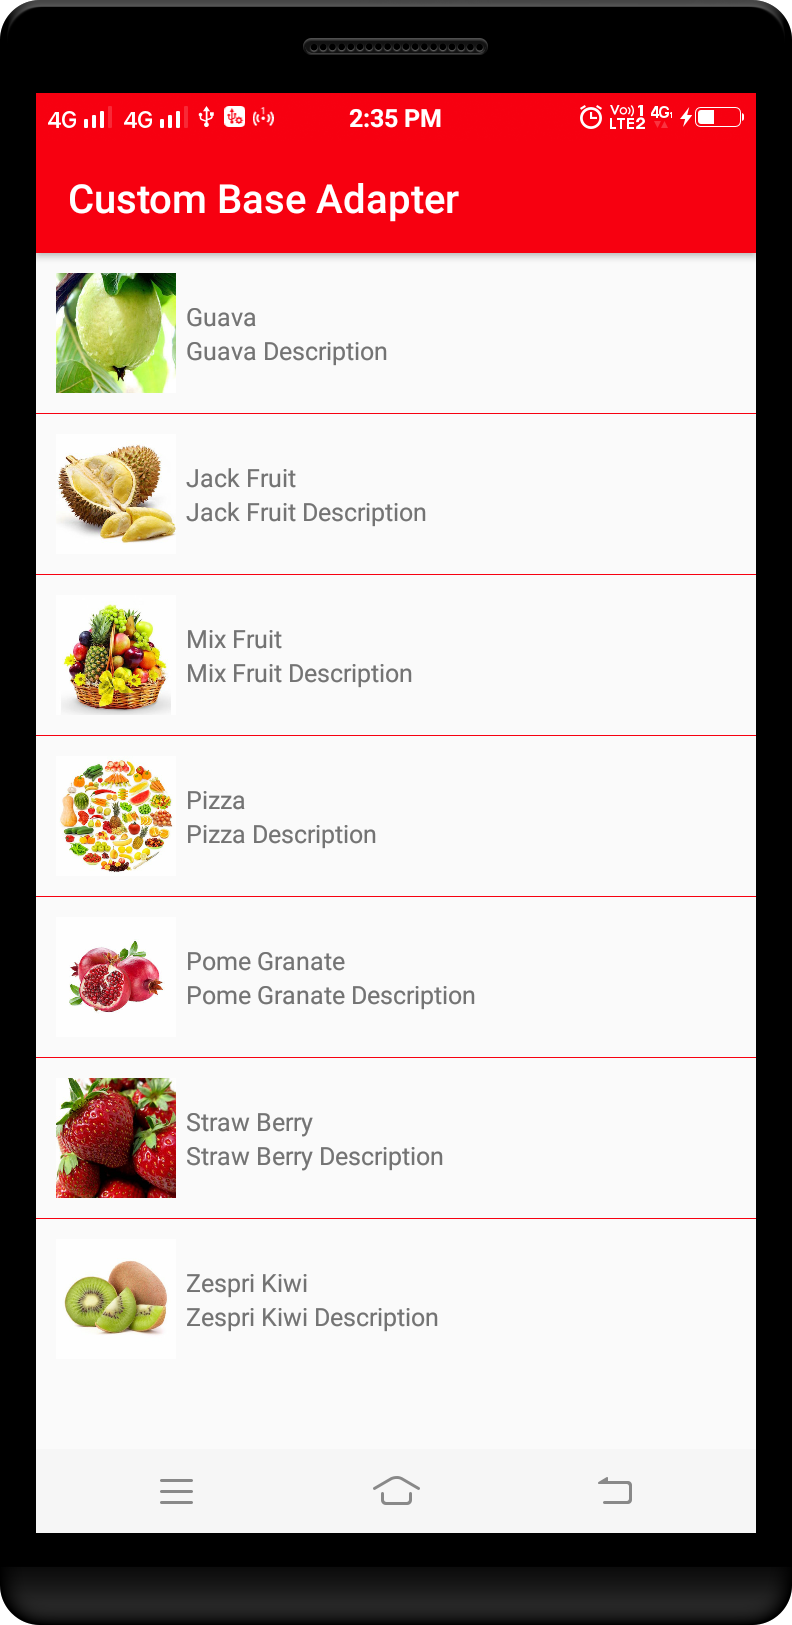 4G 4G 2:35 PM Vo)) 1 LTE2 4G
Custom Base Adapter
Guava
Guava Description
Jack Fruit
Jack Fruit Description
Mix Fruit
Mix Fruit Description
Pizza
Pizza Description
Pome Granate
Pome Granate Description
Straw Berry
Straw Berry Description
Zespri Kiwi
Zespri Kiwi Description